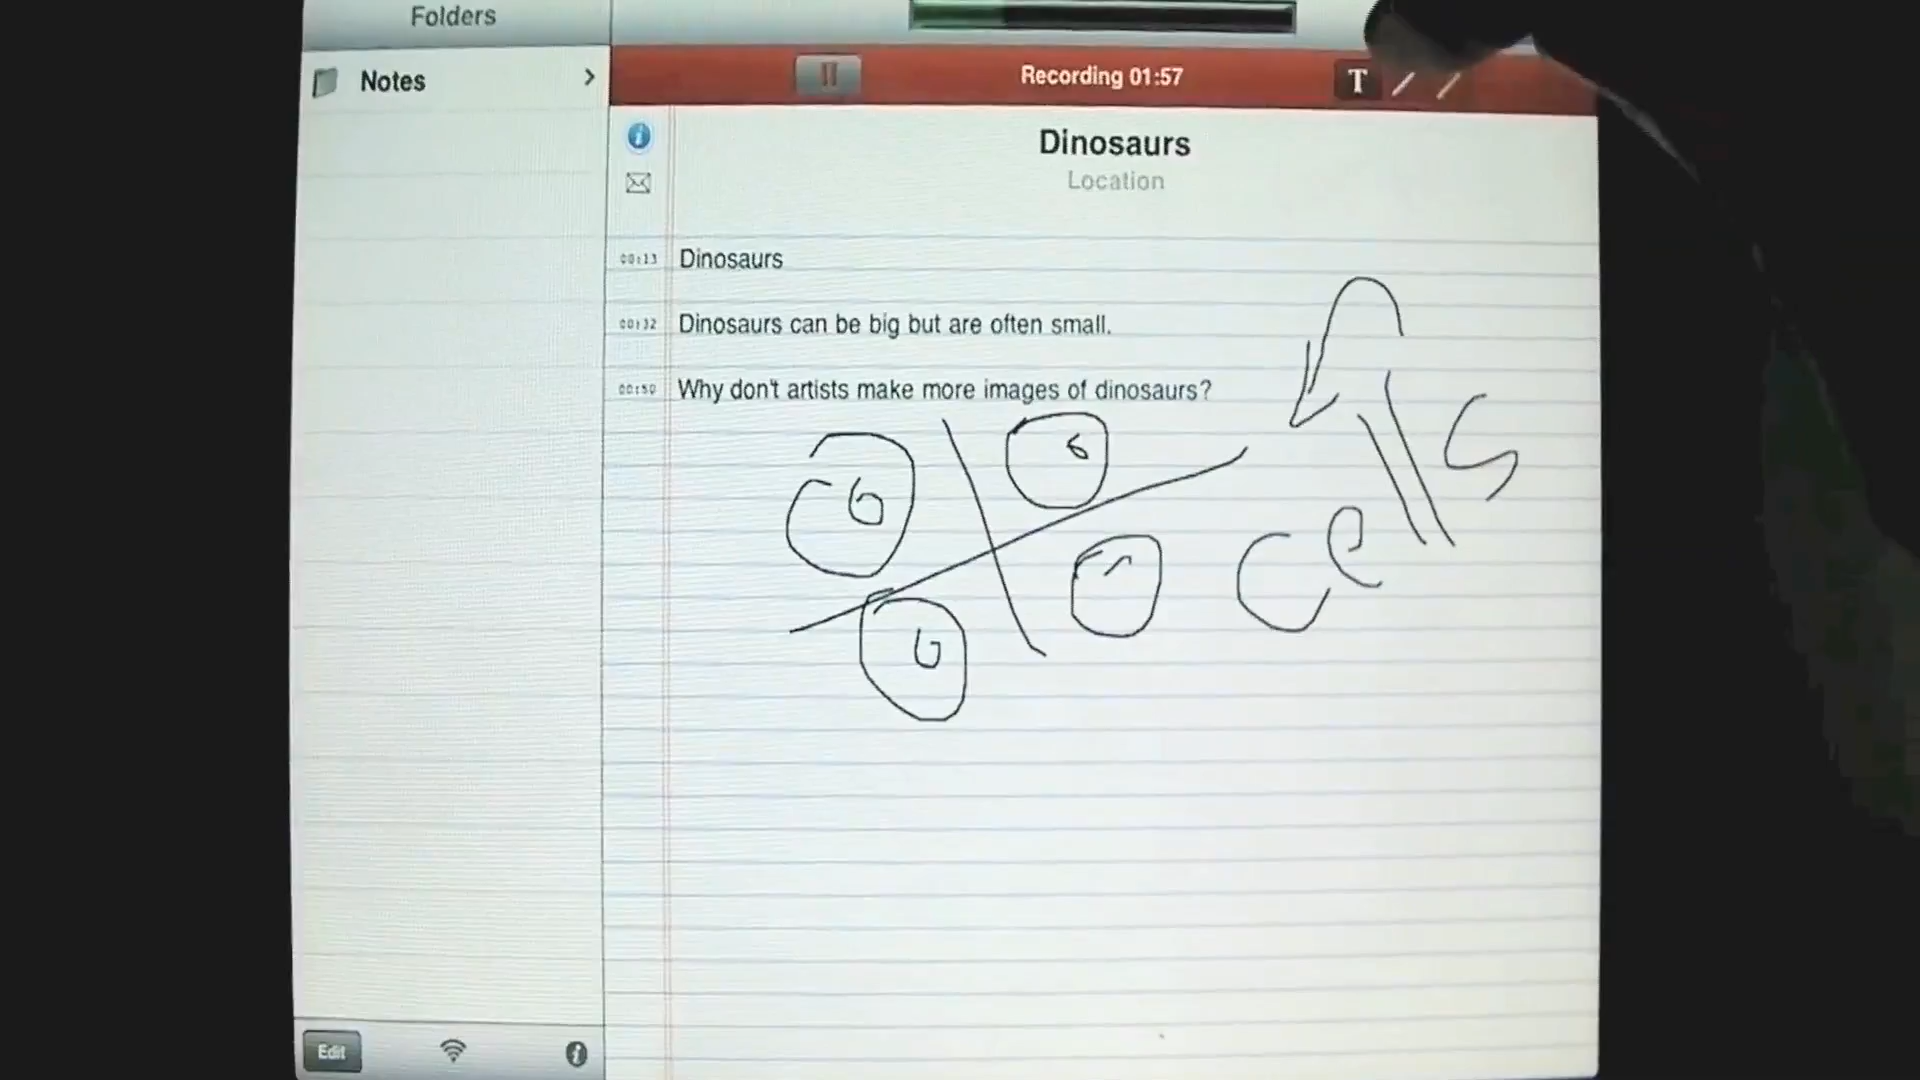 Folders
Notes
Recording 01:57
T
Dinosaurs
Location
00:13 Dinosaurs
00:32 Dinosaurs can be big but are often small.
00:50 Why don't artists make more images of dinosaurs?
cells
Edit